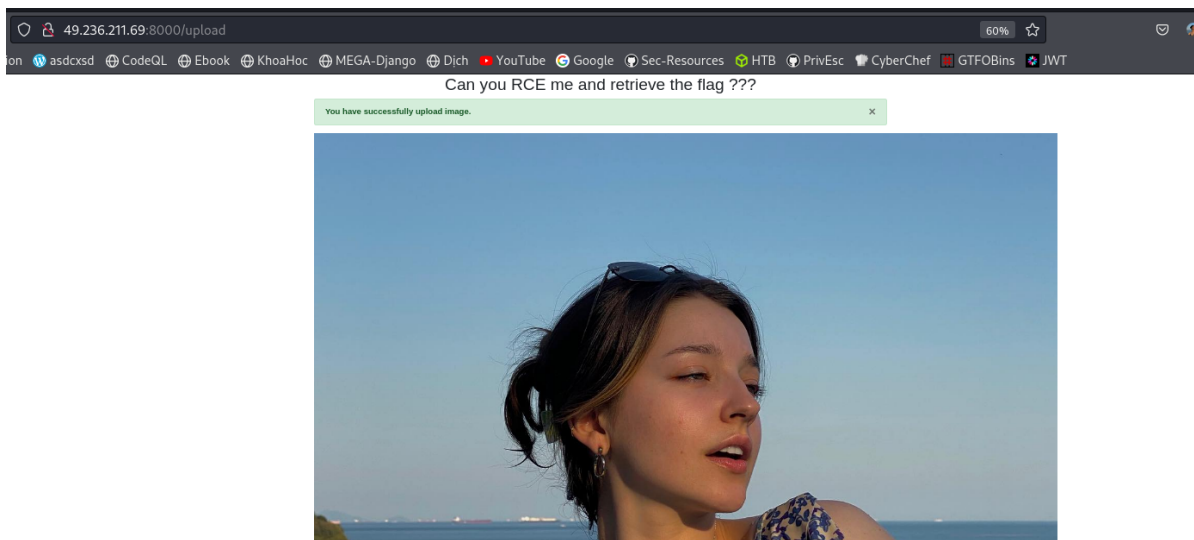 49.236.211.69:8000/upload 60%
ion asdcxsd CodeQL Ebook KhoaHoc MEGA-Django Dịch YouTube Google Sec-Resources HTB PrivEsc CyberChef GTFOBins JWT
Can you RCE me and retrieve the flag ???
You have successfully upload image. ×